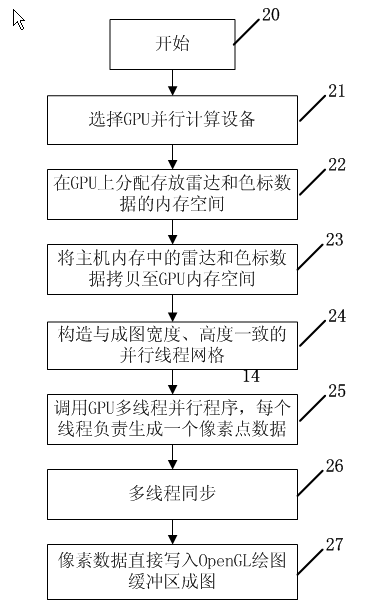 20
开始
21
选择GPU并行计算设备
22
在GPU上分配存放雷达和色标数
据的内存空间
23
将主机内存中的雷达和色标数
据拷贝至GPU内存空间
24
构造与成图宽度、高度一致的
并行线程网格
14
25
调用GPU多线程并行程序，每个
线程负责生成一个像素点数据
26
多线程同步
27
像素数据直接写入OpenGL绘图
缓冲区成图